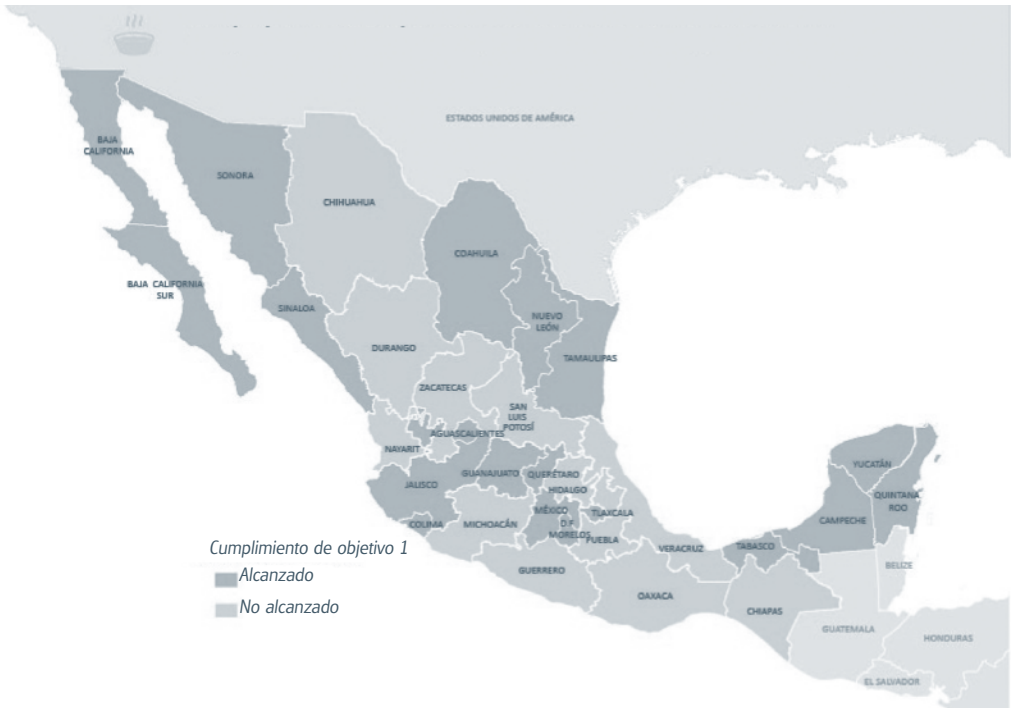 ESTADOS UNIDOS DE AMÉRICA
BAJA
CALIFORNIA
SONORA
CHIHUAHUA
COAHUILA
BAJA CALIFORNIA
SUR
SINALOA
NUEVO
LEÓN
DURANGO
TAMAULIPAS
ZACATECAS
SAN
LUIS
POTOSÍ
AGUASCALIENTES
NAYARIT
GUANAJUATO
QUERÉTARO
HIDALGO
JALISCO
YUCATÁN
QUINTANA
ROO
CAMPECHE
COLIMA
MICHOACÁN
MÉXICO
D F
MORELOS
TLAXCALA
PUEBLA
VERACRUZ
TABASCO
BELIZE
GUERRERO
OAXACA
CHIAPAS
GUATEMALA
HONDURAS
EL SALVADOR
Cumplimiento de objetivo 1
Alcanzado
No alcanzado